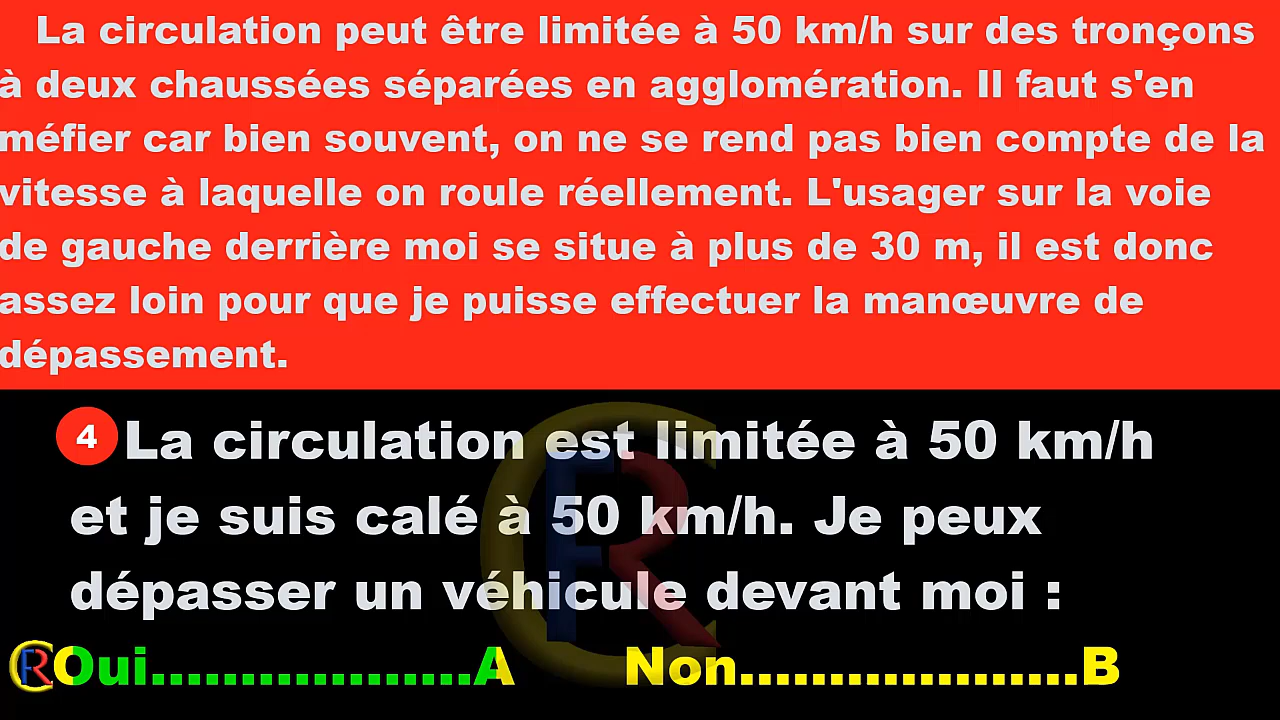 La circulation peut être limitée à 50 km/h sur des tronçons
à deux chaussées séparées en agglomération. Il faut s'en
méfier car bien souvent, on ne se rend pas bien compte de la
vitesse à laquelle on roule réellement. L'usager sur la voie
de gauche derrière moi se situe à plus de 30 m, il est donc
assez loin pour que je puisse effectuer la manœuvre de
dépassement.
4 La circulation est limitée à 50 km/h
et je suis calé à 50 km/h. Je peux
dépasser un véhicule devant moi :
Oui..................A Non...................B